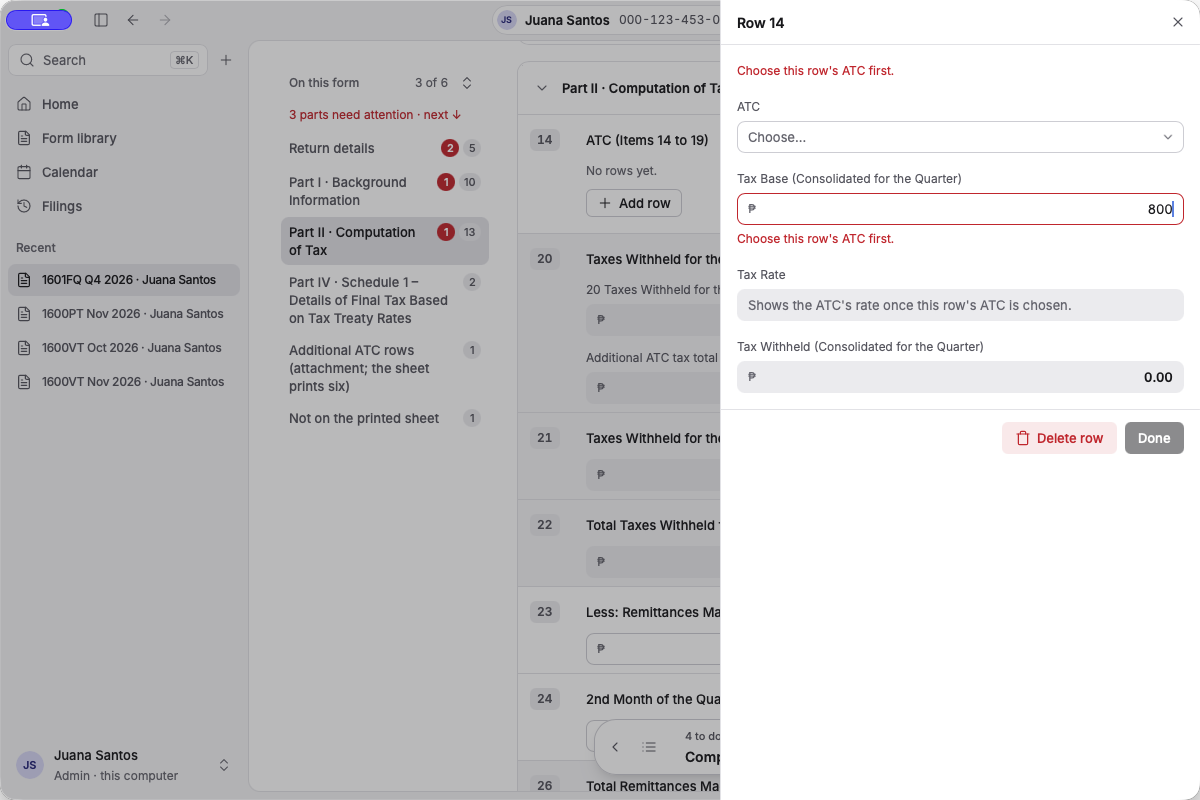 JS Juana Santos 000-123-453-0
Search ⌘K
Home
Form library
Calendar
Filings
Recent
1601FQ Q4 2026 · Juana Santos
1600PT Nov 2026 · Juana Santos
1600VT Oct 2026 · Juana Santos
1600VT Nov 2026 · Juana Santos
JS Juana Santos
Admin · this computer
On this form 3 of 6
3 parts need attention · next ↓
Return details 2 5
Part I · Background 1 10
Information
Part II · Computation 1 13
of Tax
Part IV · Schedule 1 – 2
Details of Final Tax Based
on Tax Treaty Rates
Additional ATC rows 1
(attachment; the sheet
prints six)
Not on the printed sheet 1
Part II · Computation of Ta
14 ATC (Items 14 to 19)
No rows yet.
+ Add row
20 Taxes Withheld for the
20 Taxes Withheld for th
₱
Additional ATC tax total
₱
21 Taxes Withheld for the
₱
22 Total Taxes Withheld
₱
23 Less: Remittances Ma
₱
24 2nd Month of the Qua
4 to do
Comp
26 Total Remittances Ma
Row 14
Choose this row's ATC first.
ATC
Choose...
Tax Base (Consolidated for the Quarter)
₱ 800
Choose this row's ATC first.
Tax Rate
Shows the ATC's rate once this row's ATC is chosen.
Tax Withheld (Consolidated for the Quarter)
₱ 0.00
Delete row Done